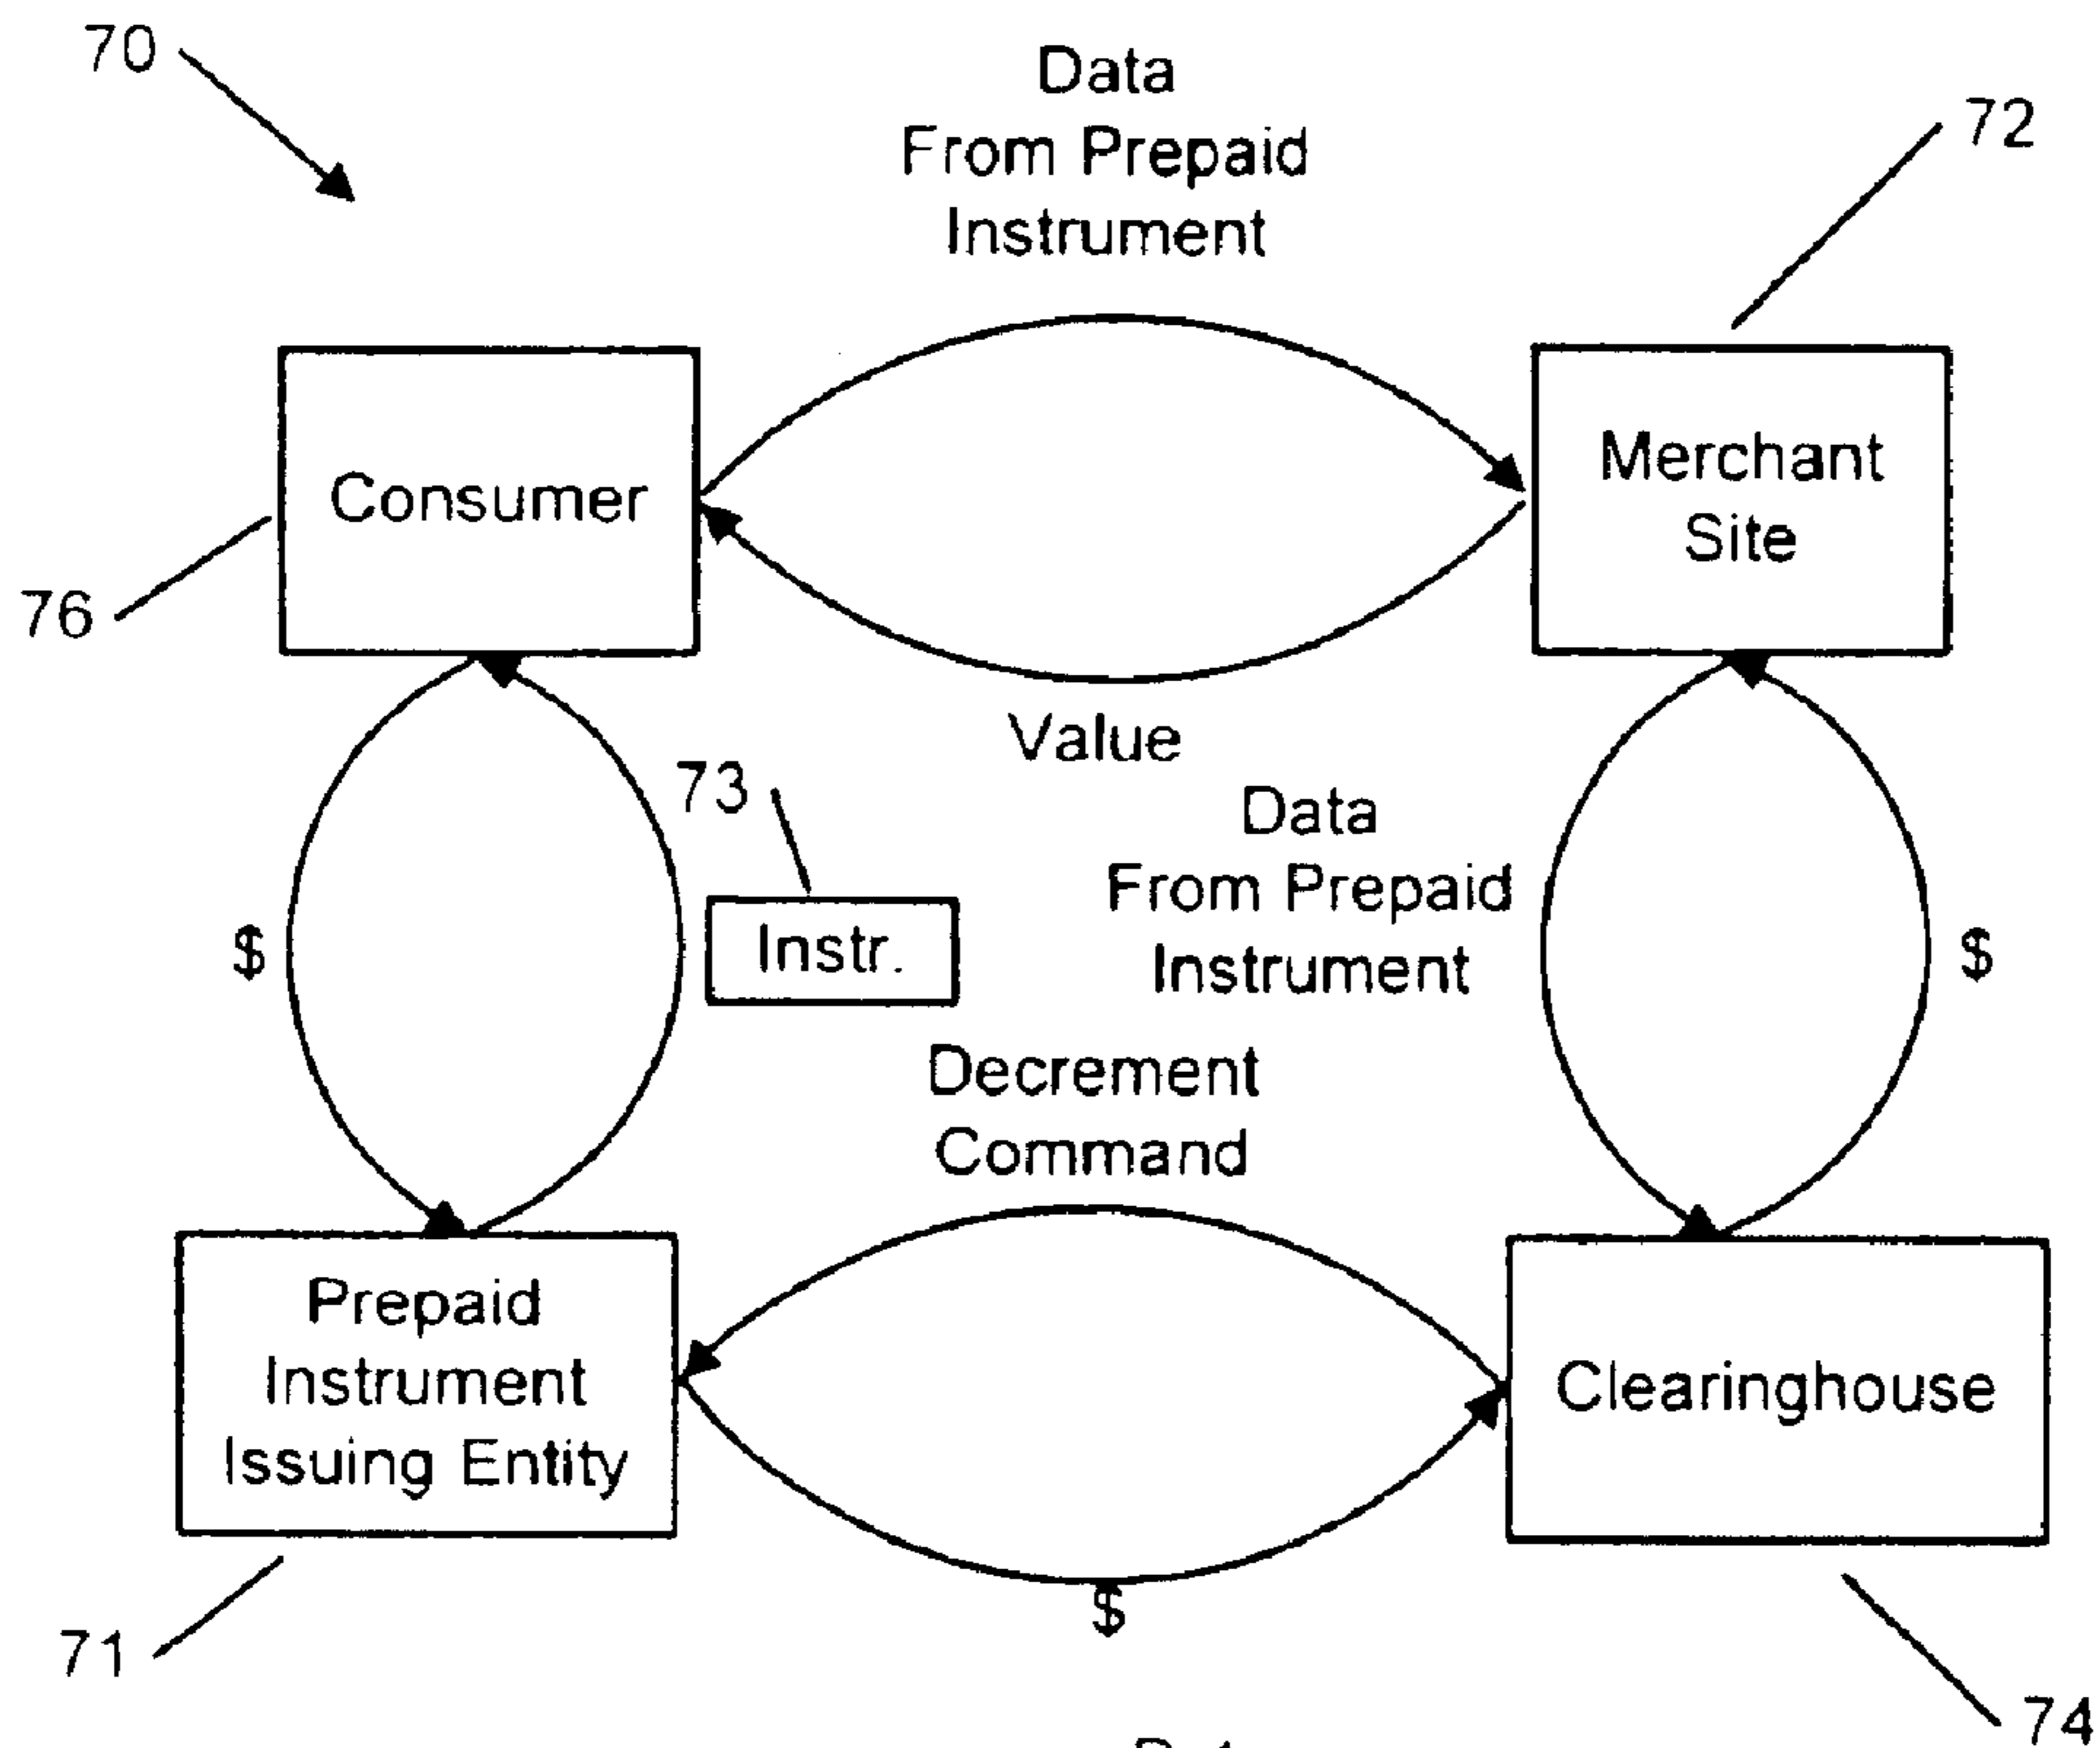 70
Data
From Prepaid
Instrument
72
Consumer
Merchant
Site
76
Value
73
Data
From Prepaid
Instrument
$
Instr.
$
Decrement
Command
Prepaid
Instrument
Issuing Entity
Clearinghouse
$
71
74